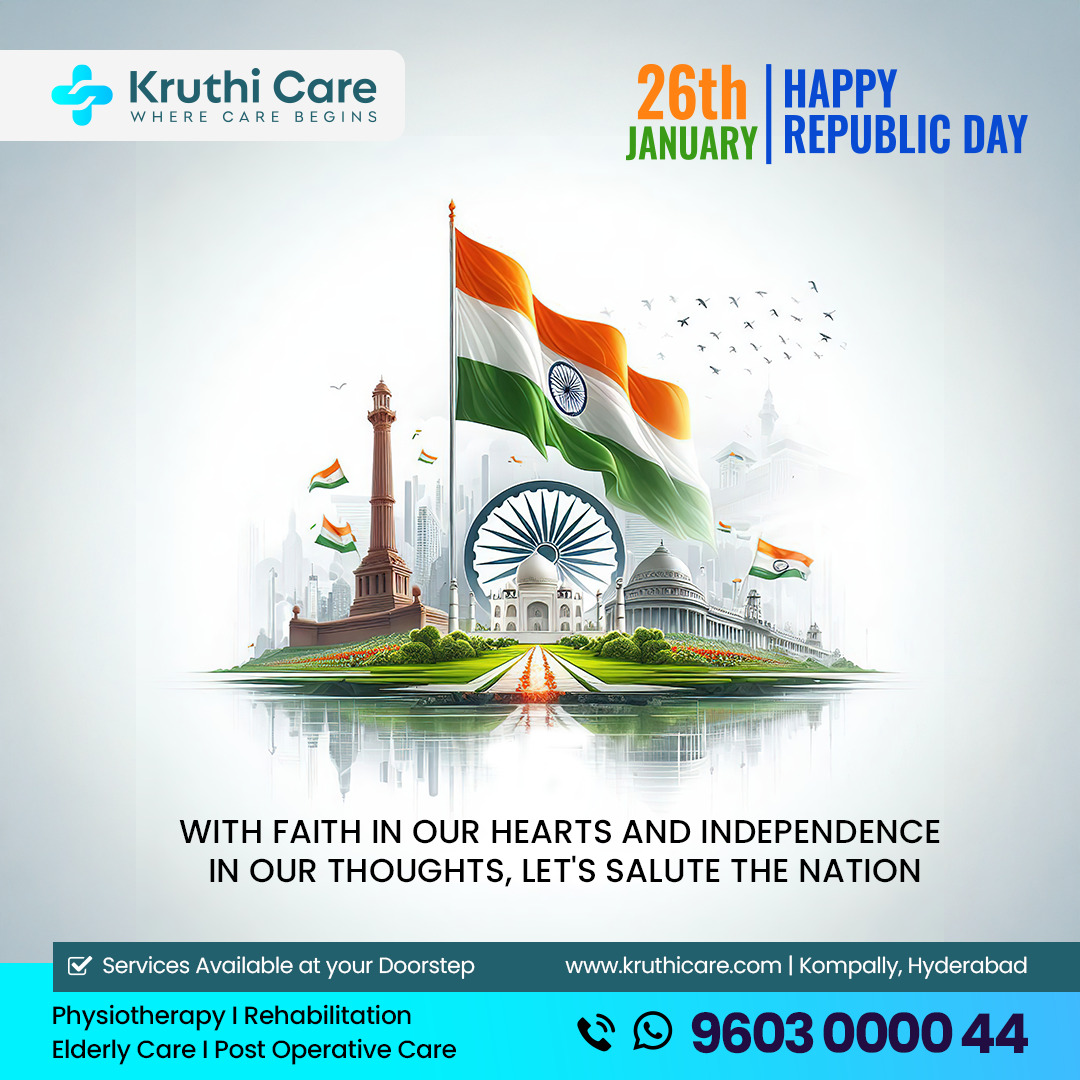 Kruthi Care
WHERE CARE BEGINS
26th
JANUARY
HAPPY
REPUBLIC DAY
WITH FAITH IN OUR HEARTS AND INDEPENDENCE
IN OUR THOUGHTS, LET'S SALUTE THE NATION
Services Available at your Doorstep
www.kruthicare.com | Kompally, Hyderabad
Physiotherapy I Rehabilitation
Elderly Care I Post Operative Care
9603 0000 44